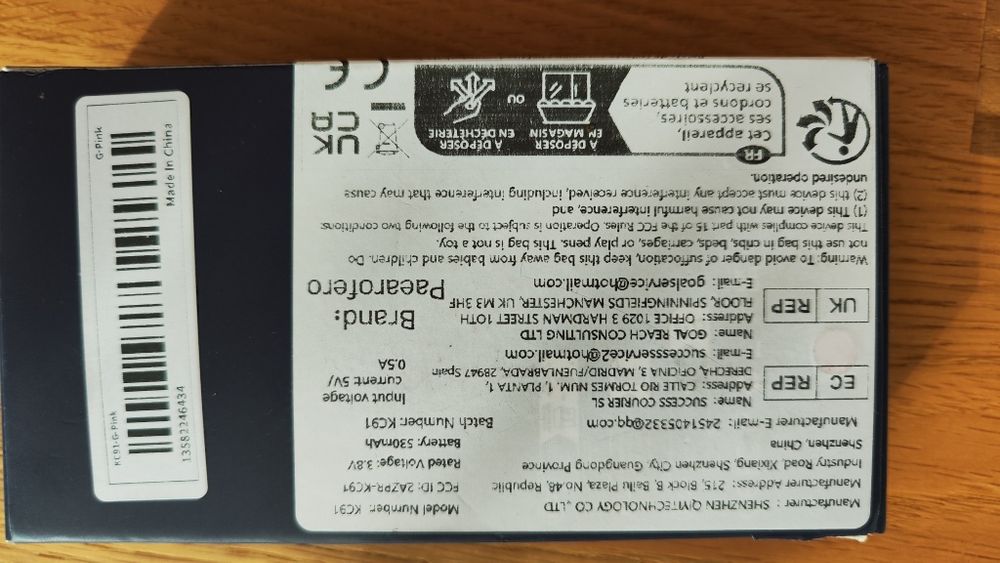 Manufacturer : SHENZHEN QIYITECHNOLOGY CO ., LTD
Manufacturer Address: 215, Block B, Bailu Plaza, No.48, Republic
Industry Road, Xixiang, Shenzhen City, Guangdong Province
Shenzhen, China
Manufacturer E-mail: 2451405332@qq.com
Model Number: KC91
FCC ID: 2AZPR-KC91
Rated Voltage: 3.8V
Battery: 530mAh
Batch Number: KC91
Input voltage
current: 5V/
0.5A
EC REP
Name: SUCCESS COURIER SL
Address: CALLE RIO TORMES NUM. 1, PLANTA 1,
DERECHA, OFICINA 3, MADRID/FUENLABRADA, 28947 Spain
E-mail: successservice2@hotmail.com
UK REP
Name: GOAL REACH CONSULTING LTD
Address: OFFICE 1029 3 HARDMAN STREET 10TH
FLOOR, SPINNINGFIELDS MANCHESTER, UK M3 3HF
E-mail: goalservice@hotmail.com
Brand:
Paearofero
Warning: To avoid danger of suffocation, keep this bag away from babies and children. Do
not use this bag in cribs, beds, carriages, or play pens. This bag is not a toy.
This device complies with part 15 of the FCC Rules. Operation is subject to the following two conditions:
(1) This device may not cause harmful interference, and
(2) this device must accept any interference received, including interference that may cause
undesired operation.
FR
Cet appareil,
ses accessoires,
cordons et batteries
se recyclent
À DÉPOSER
EN MAGASIN
OU
À DÉPOSER
EN DÉCHÈTERIE
UK
CA
CE
KC91-G-Pink
13582246434
G-Pink
Made In China